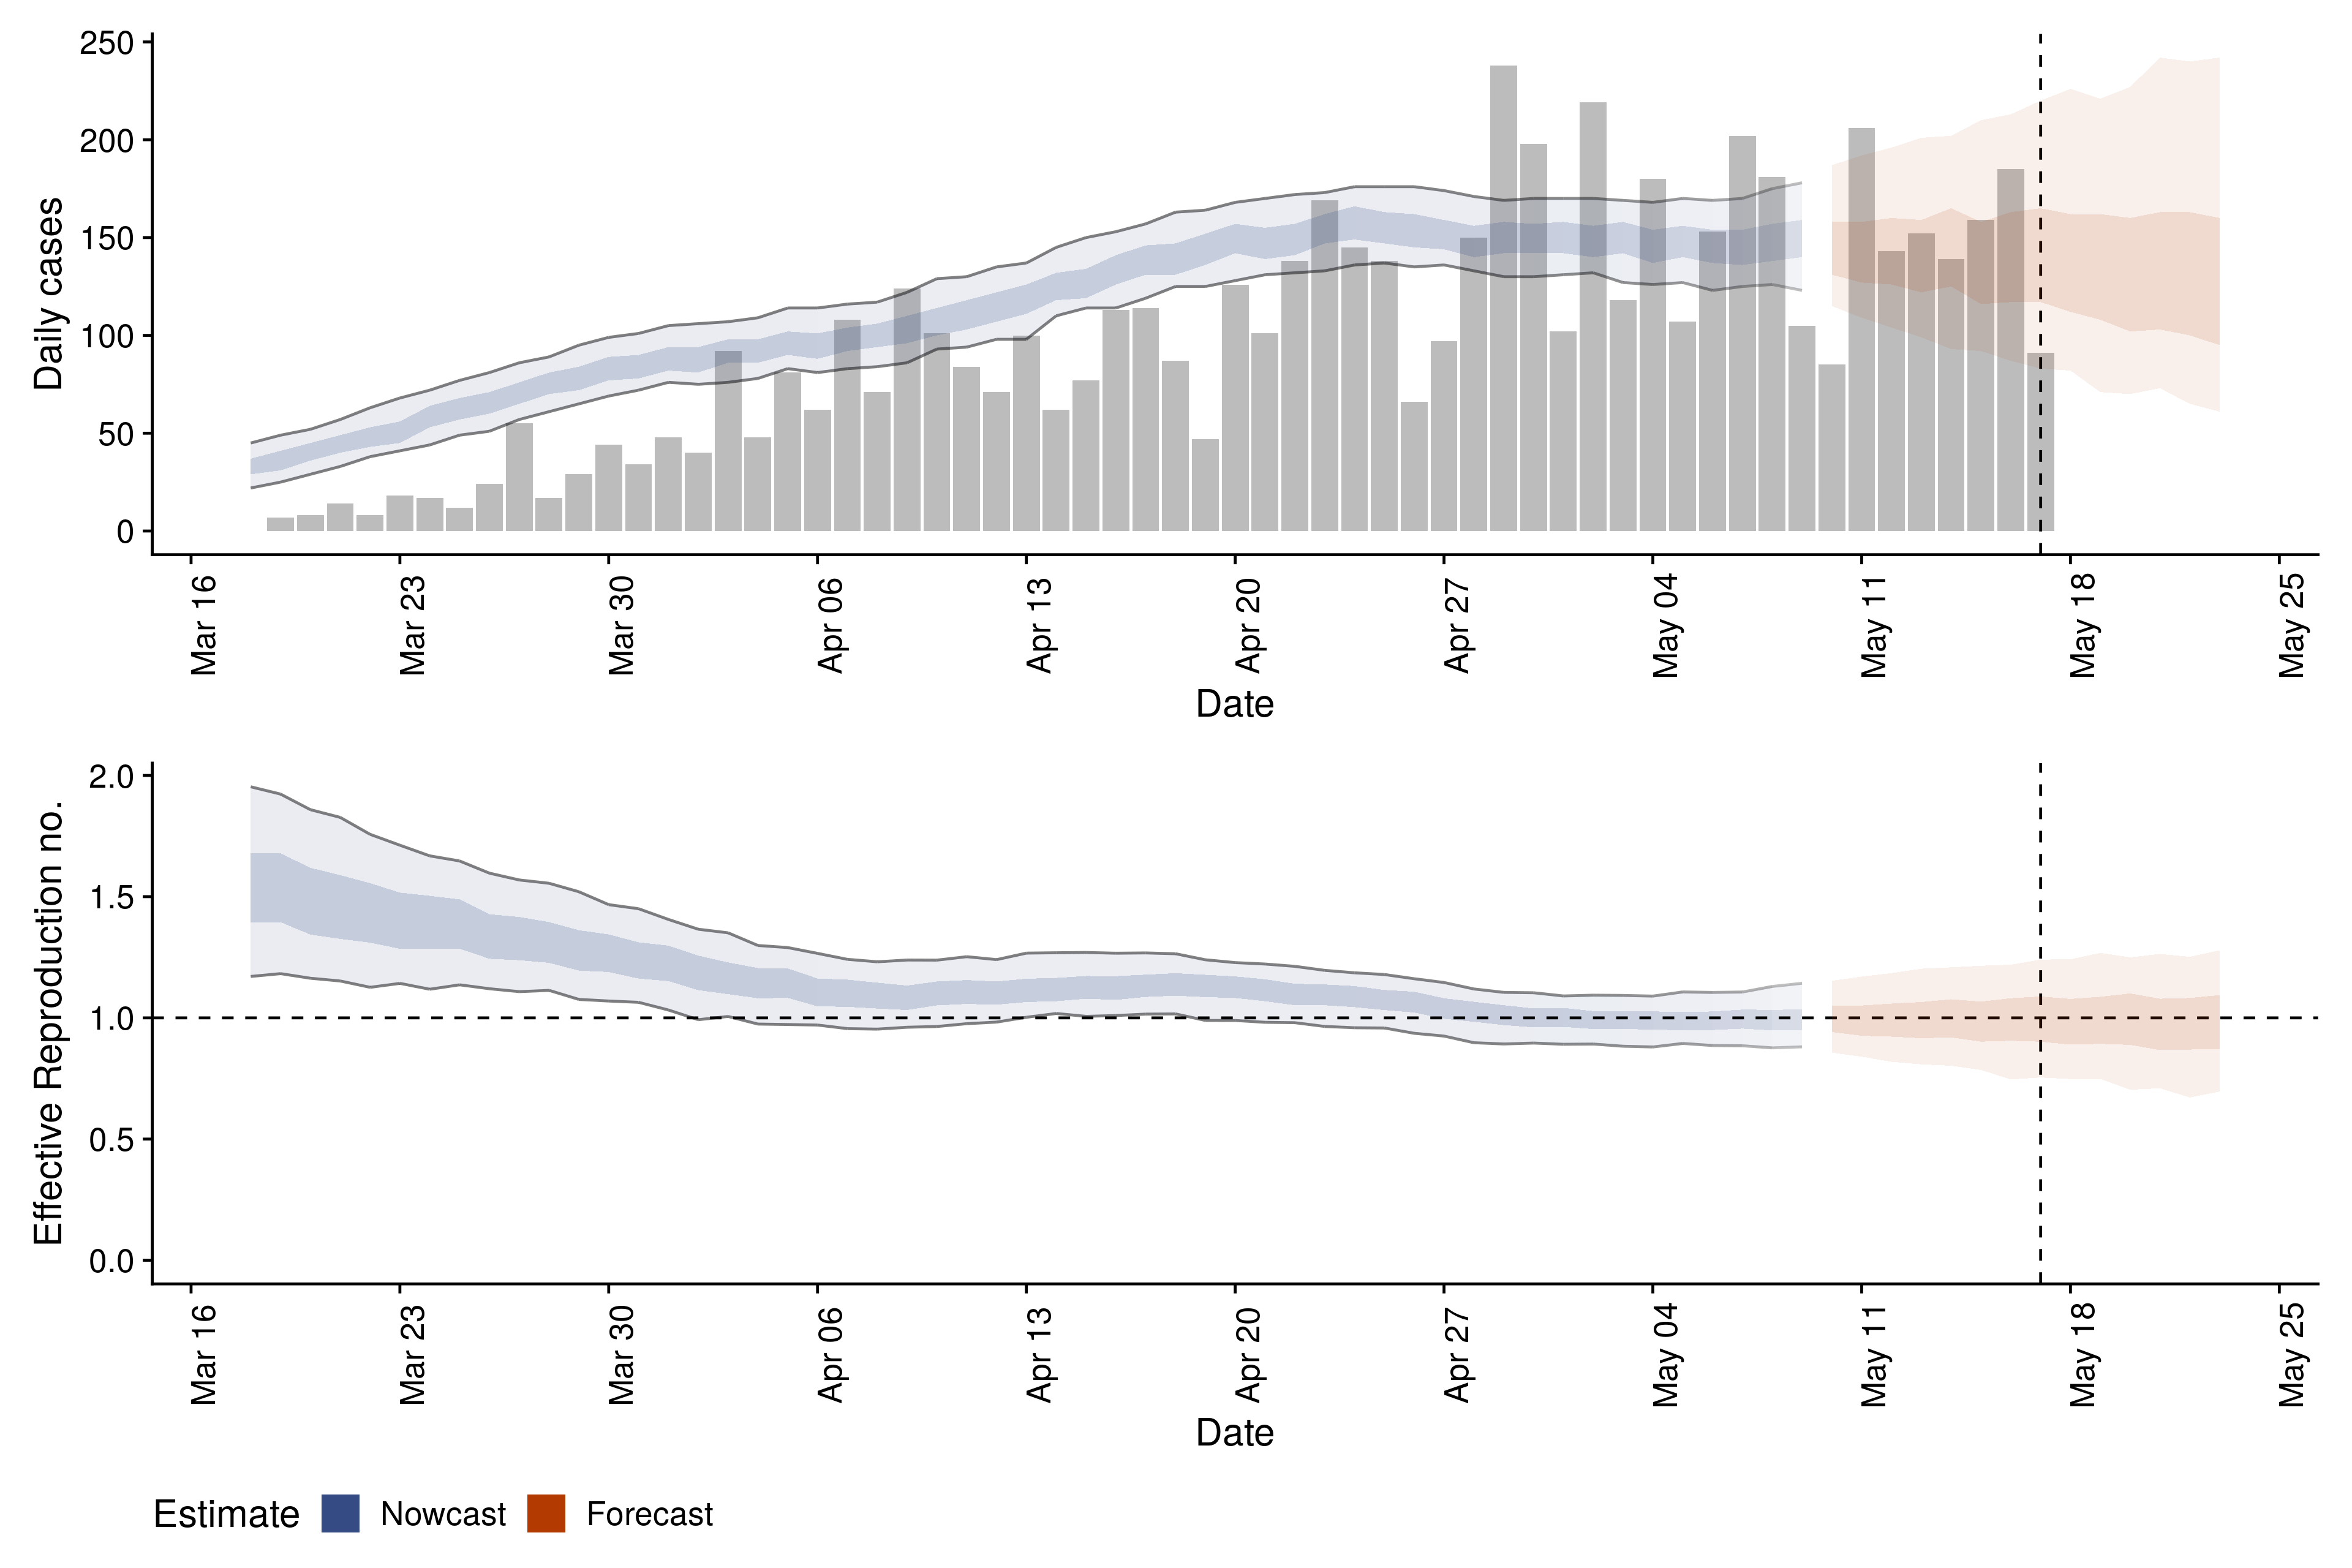 250
200
150
100
50
0
Daily cases
Mar 16
Mar 23
Mar 30
Apr 06
Apr 13
Apr 20
Apr 27
May 04
May 11
May 18
May 25
Date
2.0
1.5
1.0
0.5
0.0
Effective Reproduction no.
Mar 16
Mar 23
Mar 30
Apr 06
Apr 13
Apr 20
Apr 27
May 04
May 11
May 18
May 25
Date
Estimate Nowcast Forecast